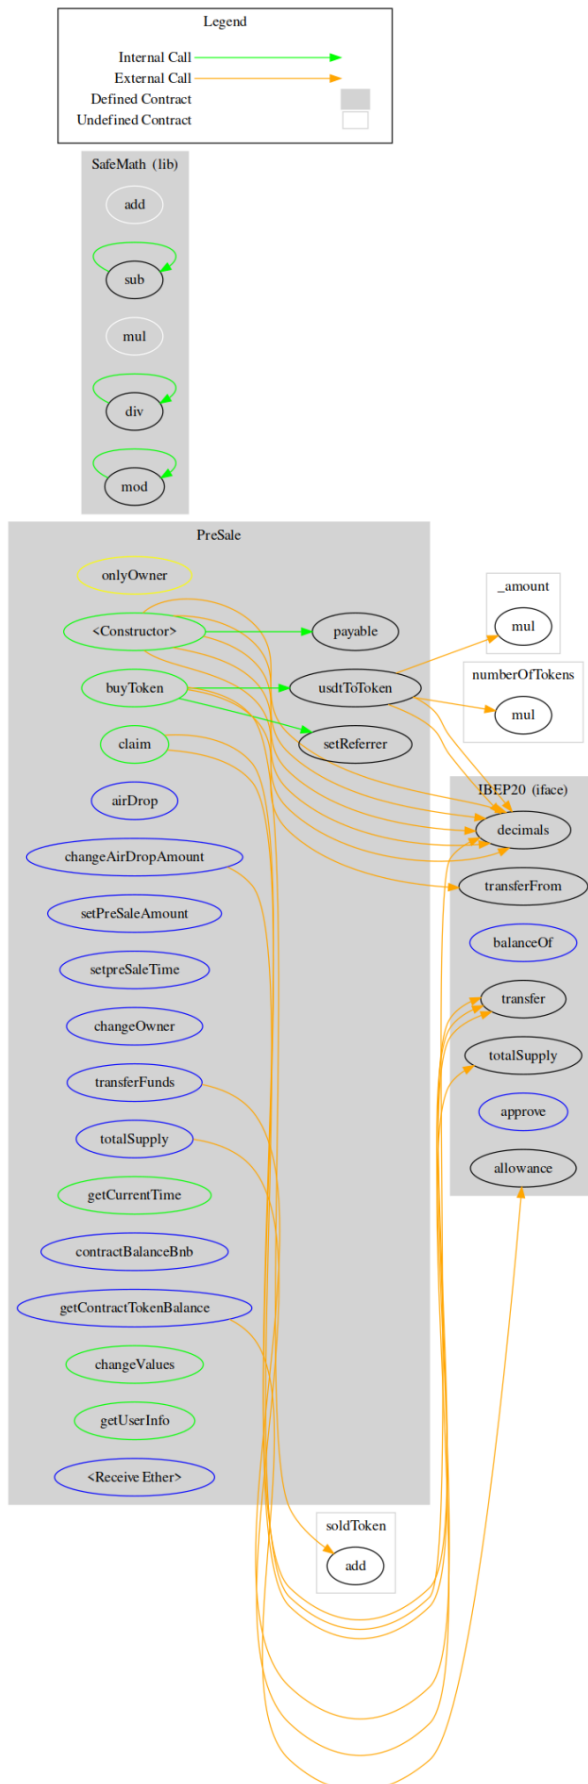 Legend
Internal Call
External Call
Defined Contract
Undefined Contract
SafeMath (lib)
add
sub
mul
div
mod
PreSale
onlyOwner
<Constructor>
payable
buyToken
usdtToToken
claim
setReferrer
airDrop
changeAirDropAmount
setPreSaleAmount
setpreSaleTime
changeOwner
transferFunds
totalSupply
getCurrentTime
contractBalanceBnb
getContractTokenBalance
changeValues
getUserInfo
<Receive Ether>
_amount
mul
numberOfTokens
mul
IBEP20 (iface)
decimals
transferFrom
balanceOf
transfer
totalSupply
approve
allowance
soldToken
add